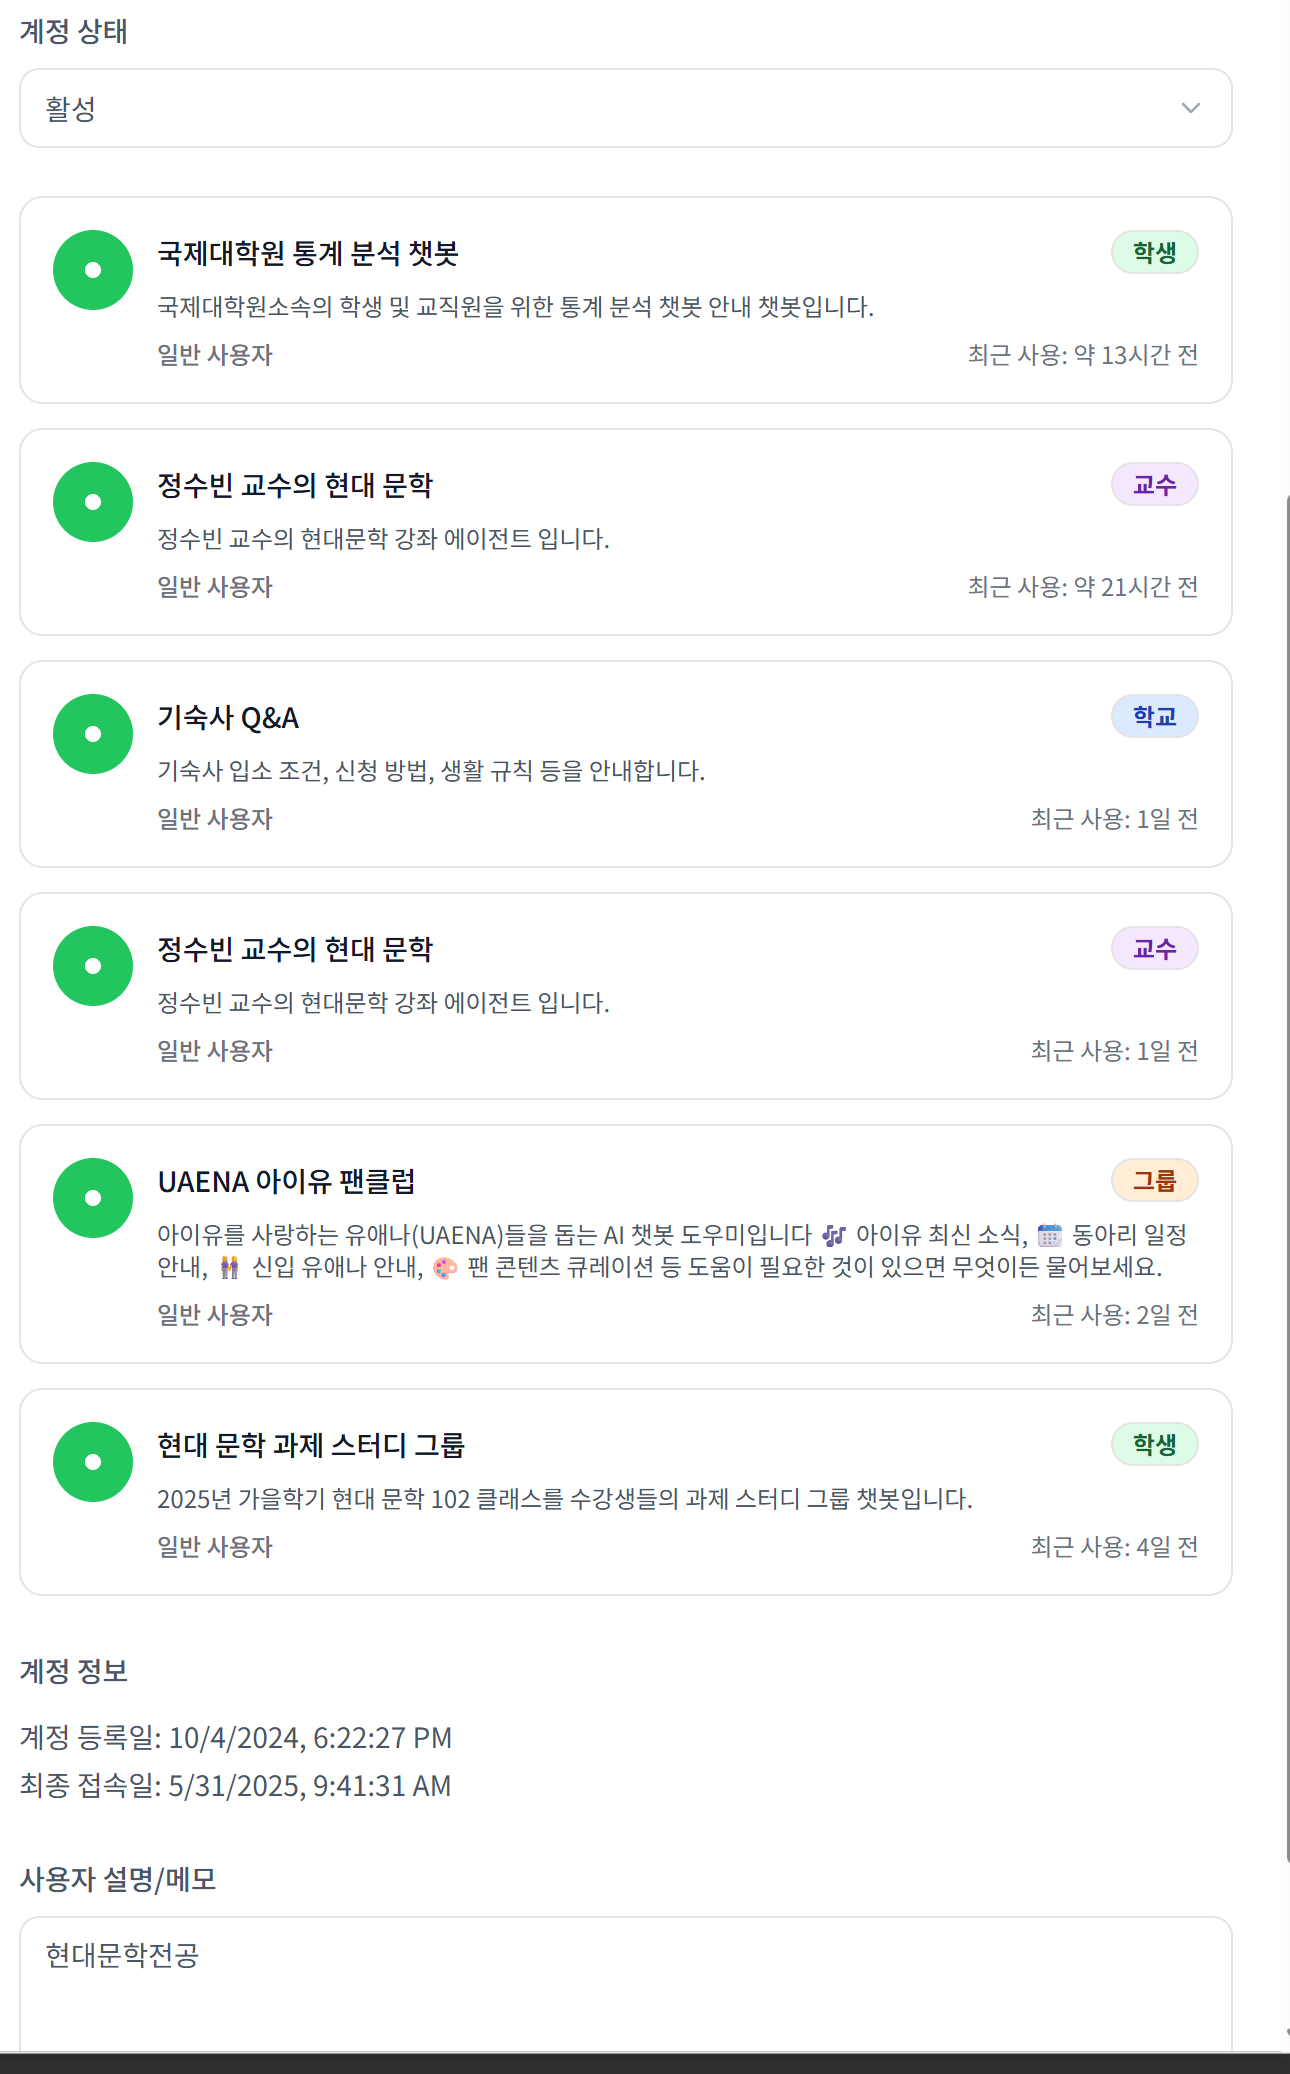 계정 상태
활성
국제대학원 통계 분석 챗봇
학생
국제대학원소속의 학생 및 교직원을 위한 통계 분석 챗봇 안내 챗봇입니다.
일반 사용자
최근 사용: 약 13시간 전
정수빈 교수의 현대 문학
교수
정수빈 교수의 현대문학 강좌 에이전트 입니다.
일반 사용자
최근 사용: 약 21시간 전
기숙사 Q&A
학교
기숙사 입소 조건, 신청 방법, 생활 규칙 등을 안내합니다.
일반 사용자
최근 사용: 1일 전
정수빈 교수의 현대 문학
교수
정수빈 교수의 현대문학 강좌 에이전트 입니다.
일반 사용자
최근 사용: 1일 전
UAENA 아이유 팬클럽
그룹
아이유를 사랑하는 유애나(UAENA)들을 돕는 AI 챗봇 도우미입니다 🎶 아이유 최신 소식, 🗓️ 동아리 일정
안내, 👭 신입 유애나 안내, 🎨 팬 콘텐츠 큐레이션 등 도움이 필요한 것이 있으면 무엇이든 물어보세요.
일반 사용자
최근 사용: 2일 전
현대 문학 과제 스터디 그룹
학생
2025년 가을학기 현대 문학 102 클래스를 수강생들의 과제 스터디 그룹 챗봇입니다.
일반 사용자
최근 사용: 4일 전
계정 정보
계정 등록일: 10/4/2024, 6:22:27 PM
최종 접속일: 5/31/2025, 9:41:31 AM
사용자 설명/메모
현대문학전공